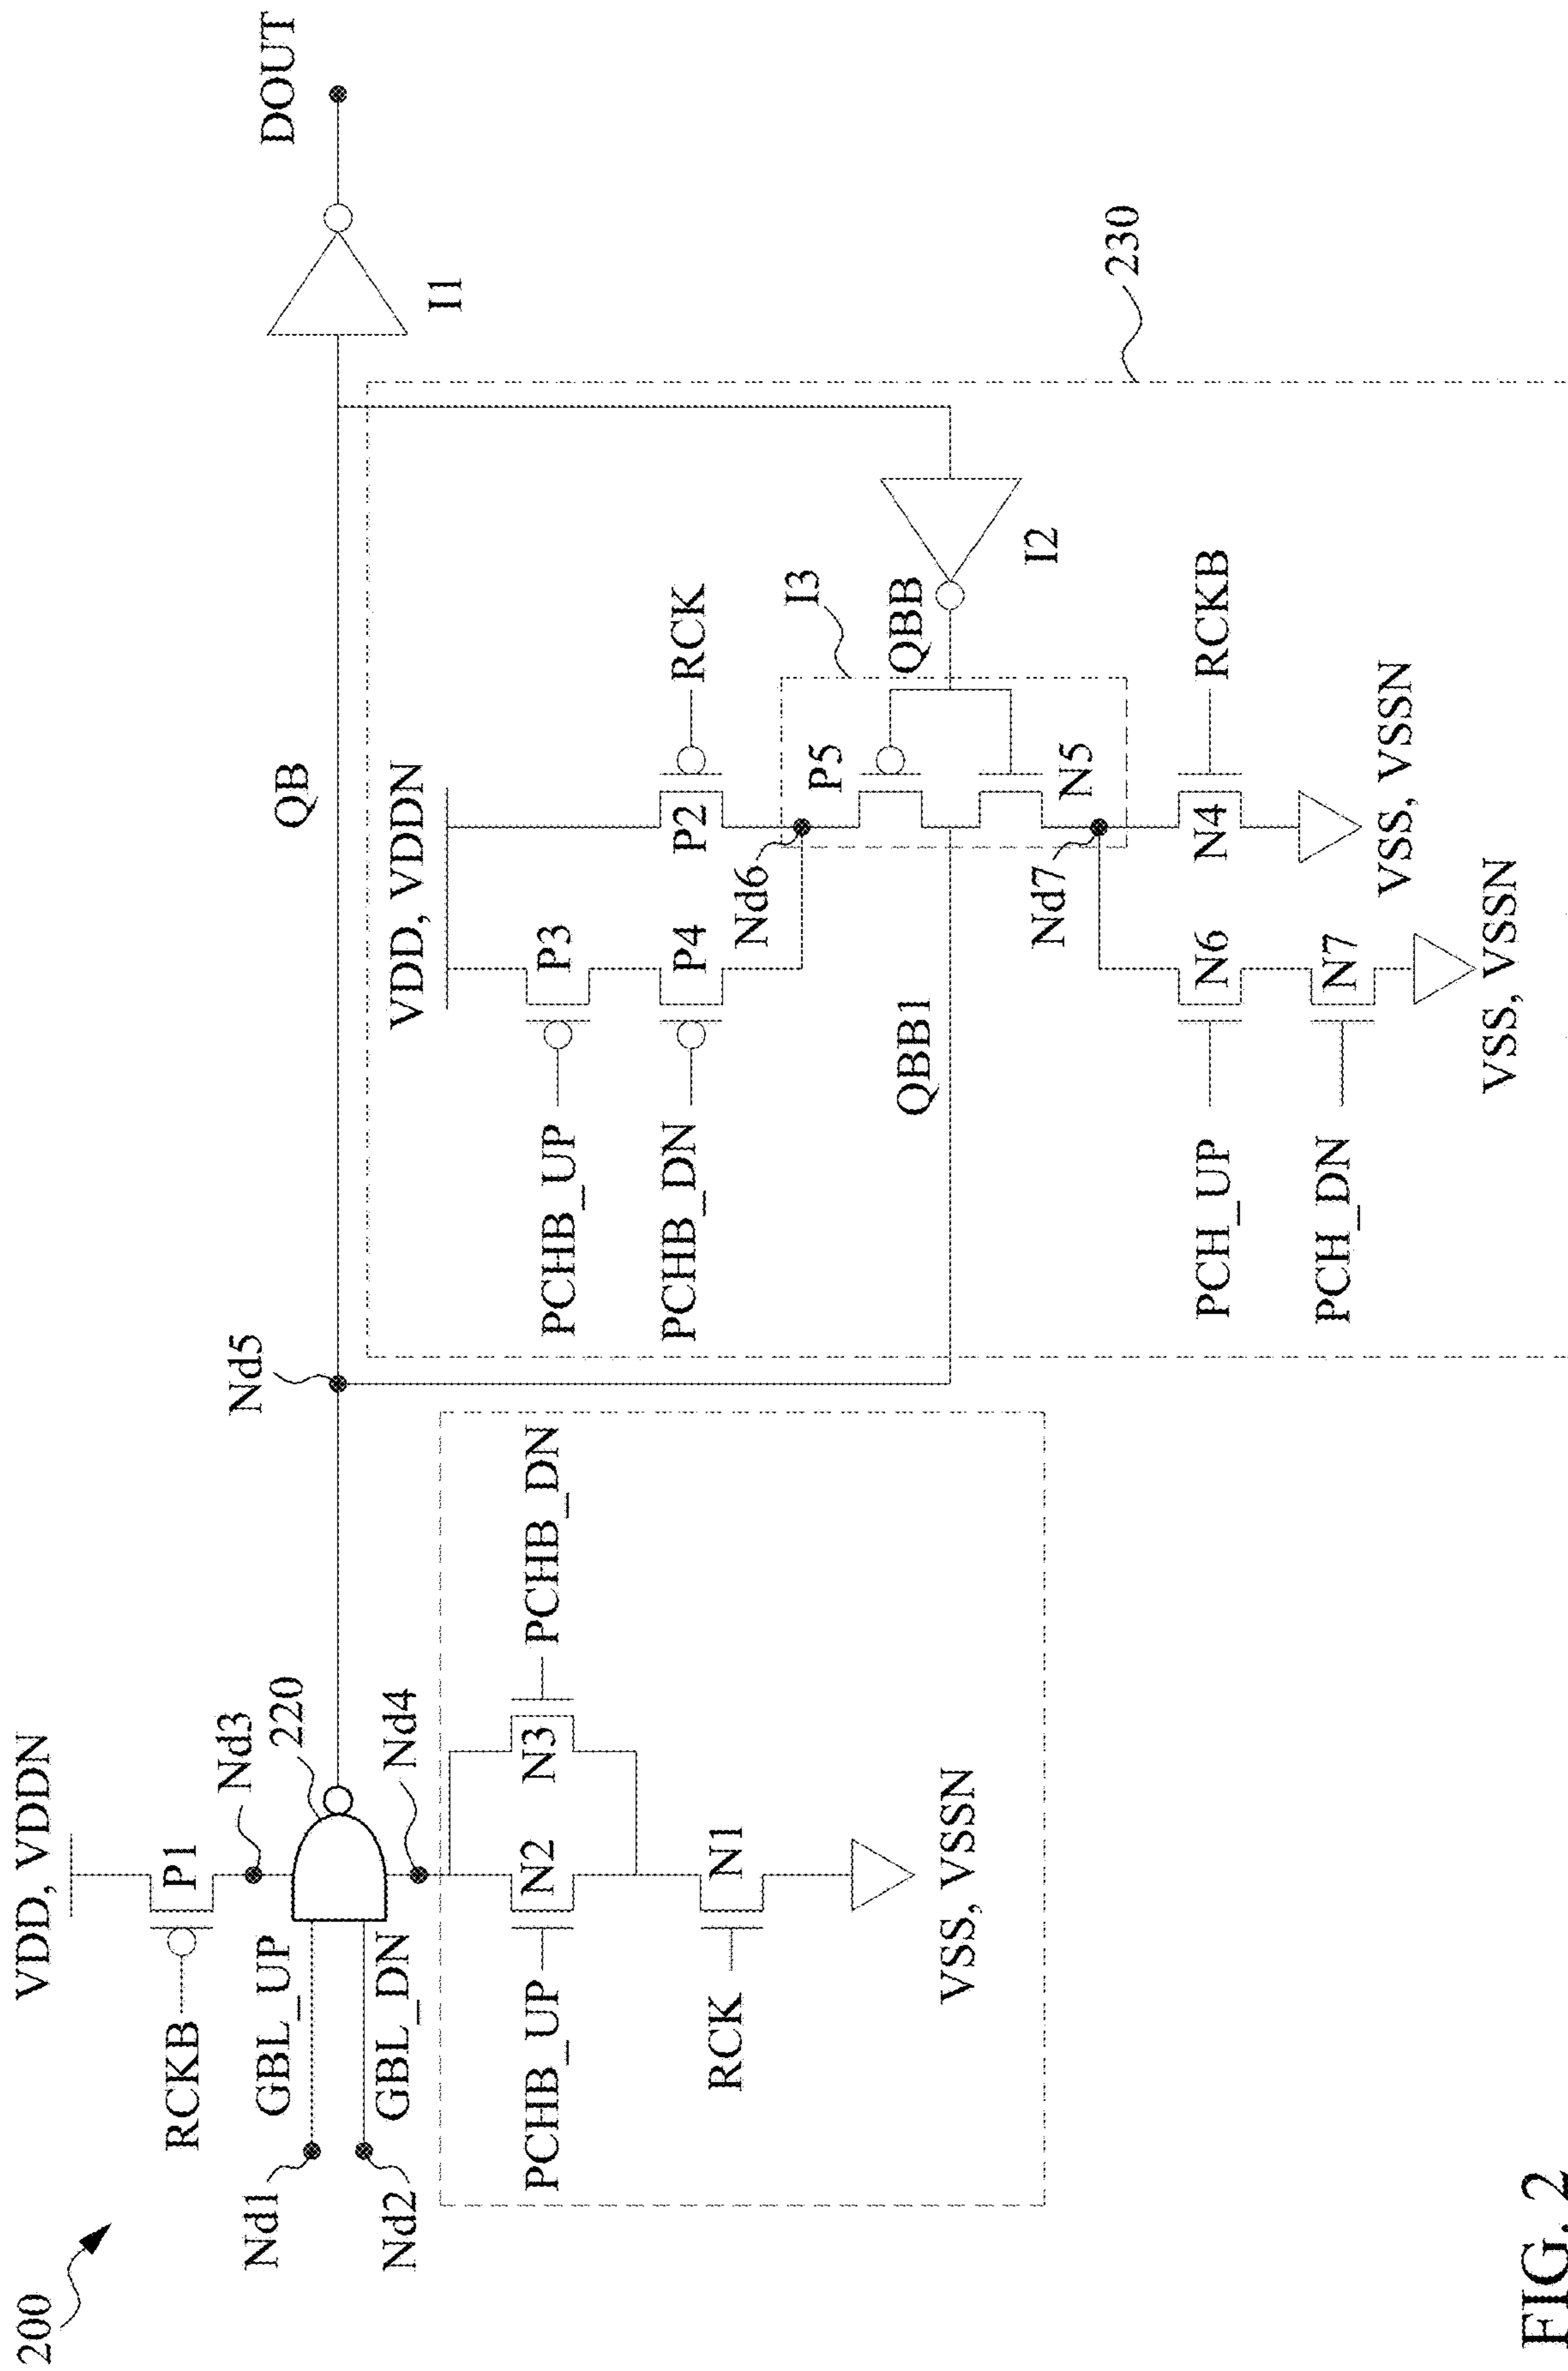 200
VDD, VDDN
RCKB
P1
Nd3
220
GBL_UP
GBL_DN
Nd1
Nd2
Nd4
PCHB_UP
N2
N3
PCHB_DN
RCK
N1
VSS, VSSN
Nd5
QB
DOUT
I1
230
VDD, VDDN
PCHB_UP
P3
PCHB_DN
P4
P2
RCK
Nd6
P5
I3
QBB
I2
QBB1
N5
Nd7
PCH_UP
N6
N4
RCKB
PCH_DN
N7
VSS, VSSN
VSS, VSSN
FIG. 2